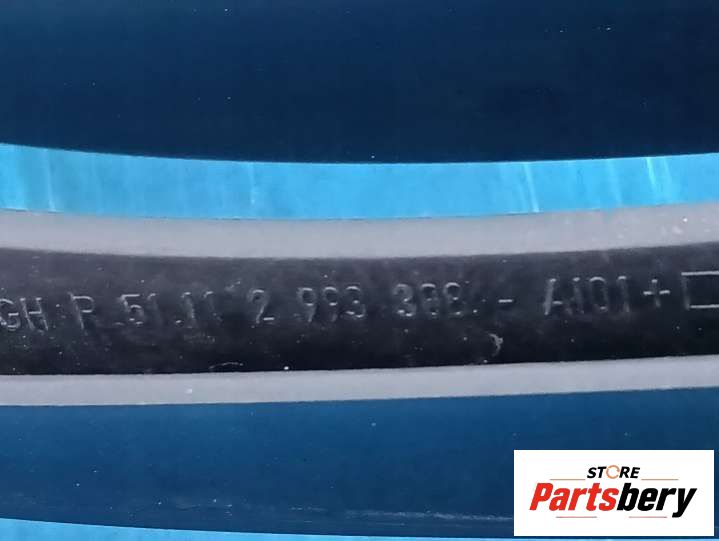 GH R 51.11 2 993 388 - A101+
STORE
Partsbery